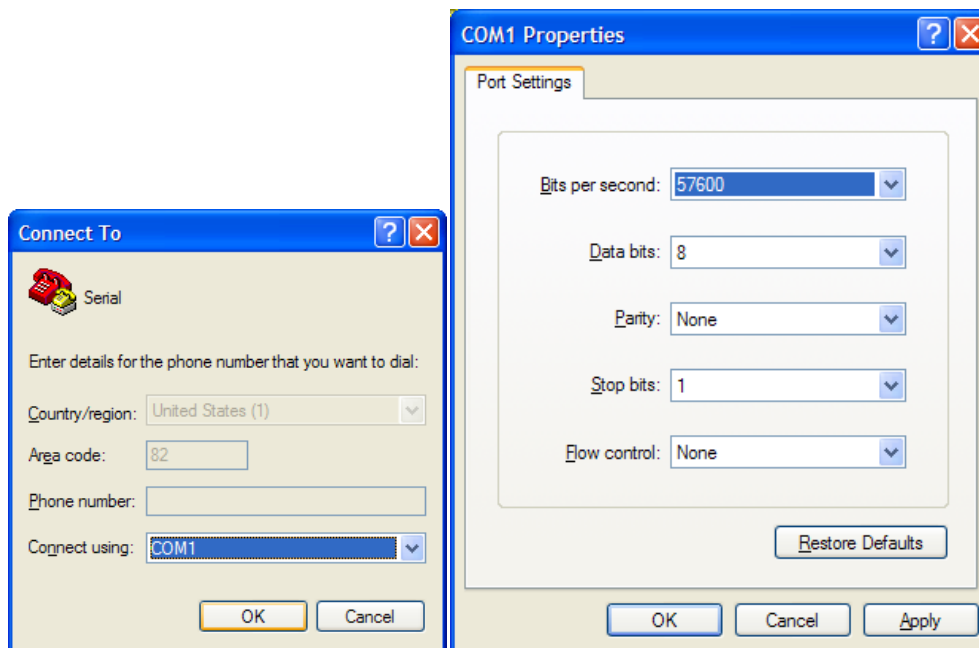 Connect To
Serial
Enter details for the phone number that you want to dial:
Country/region: United States (1)
Area code: 82
Phone number:
Connect using: COM1
OK Cancel
COM1 Properties
Port Settings
Bits per second: 57600
Data bits: 8
Parity: None
Stop bits: 1
Flow control: None
Restore Defaults
OK Cancel Apply